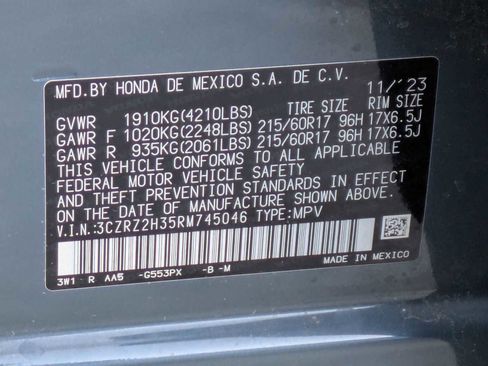 MFD.BY HONDA DE MEXICO S.A. DE C.V. 11/'23
GVWR 1910KG(4210LBS) TIRE SIZE RIM SIZE
GAWR F 1020KG(2248LBS) 215/60R17 96H 17X6.5J
GAWR R 935KG(2061LBS) 215/60R17 96H 17X6.5J
THIS VEHICLE CONFORMS TO ALL APPLICABLE
FEDERAL MOTOR VEHICLE SAFETY
AND THEFT PREVENTION STANDARDS IN EFFECT
ON THE DATE OF MANUFACTURE SHOWN ABOVE.
V.I.N.:3CZRZ2H35RM745046 TYPE:MPV
3W1 R AA5 -G553PX -B -M MADE IN MEXICO